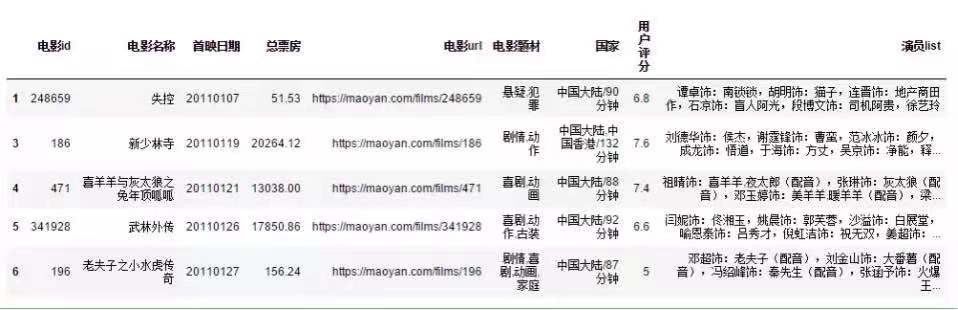 电影id 电影名称 首映日期 总票房 电影url 电影题材 国家 用户评分 演员list
1 248659 失控 20110107 51.53 https://maoyan.com/films/248659 悬疑,犯罪 中国大陆/90分钟 6.8 谭卓饰：南锁锁，胡明饰：猫子，连晋饰：地产商田作，石凉饰：盲人阿光，段博文饰：司机阿贵，徐艺玲
3 186 新少林寺 20110119 20264.12 https://maoyan.com/films/186 剧情,动作 中国大陆,中国香港/132分钟 7.6 刘德华饰：侯杰，谢霆锋饰：曹蛮，范冰冰饰：颜夕，成龙饰：悟道，于海饰：方丈，吴京饰：净能，释...
4 471 喜羊羊与灰太狼之兔年顶呱呱 20110121 13038.00 https://maoyan.com/films/471 喜剧,动画 中国大陆/88分钟 7.4 祖晴饰：喜羊羊,夜太郎（配音），张琳饰：灰太狼（配音），邓玉婷饰：美羊羊,暖羊羊（配音），梁...
5 341928 武林外传 20110126 17850.86 https://maoyan.com/films/341928 喜剧,动作,古装 中国大陆/92分钟 6.6 闫妮饰：佟湘玉，姚晨饰：郭芙蓉，沙溢饰：白展堂，喻恩泰饰：吕秀才，倪虹洁饰：祝无双，姜超饰：...
6 196 老夫子之小水虎传奇 20110127 156.24 https://maoyan.com/films/196 剧情,喜剧,动画,家庭 中国大陆/87分钟 5 邓超饰：老夫子（配音），刘金山饰：大番薯（配音），冯绍峰饰：秦先生（配音），张涵予饰：火爆王...